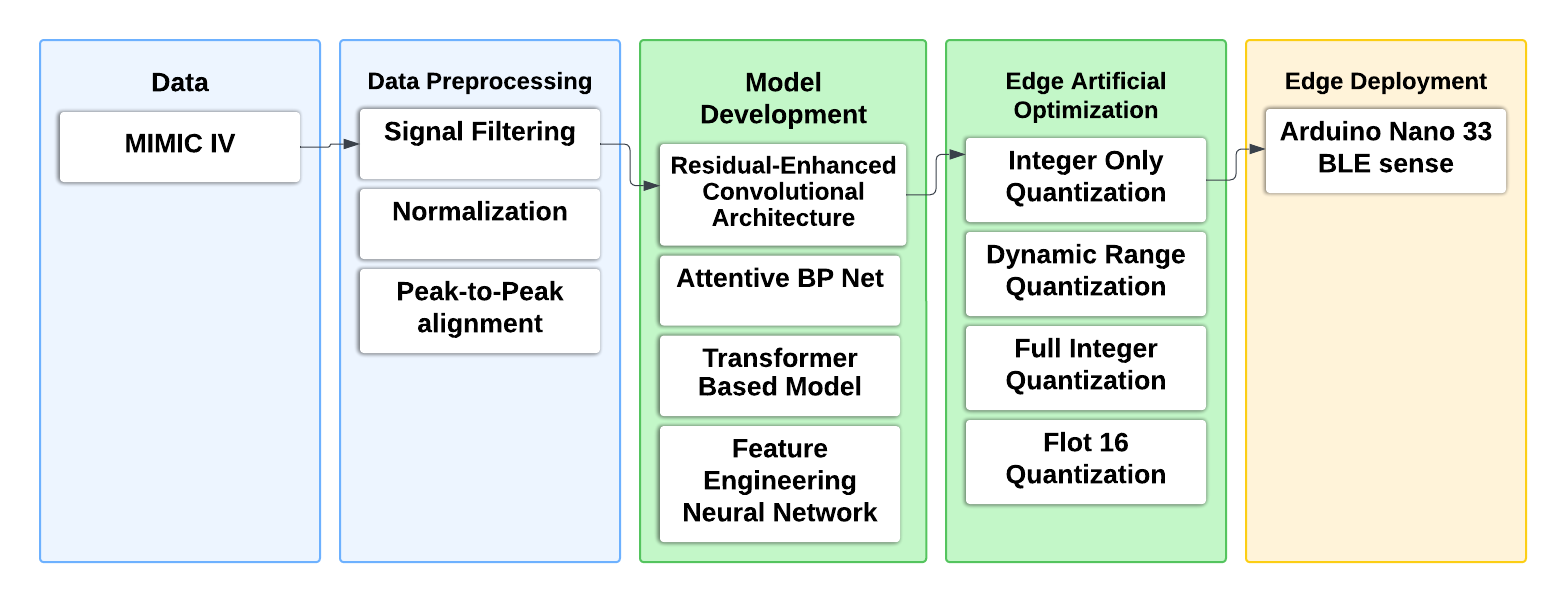 Data
MIMIC IV
Data Preprocessing
Signal Filtering
Normalization
Peak-to-Peak
alignment
Model
Development
Residual-Enhanced
Convolutional
Architecture
Attentive BP Net
Transformer
Based Model
Feature
Engineering
Neural Network
Edge Artificial
Optimization
Integer Only
Quantization
Dynamic Range
Quantization
Full Integer
Quantization
Flot 16
Quantization
Edge Deployment
Arduino Nano 33
BLE sense